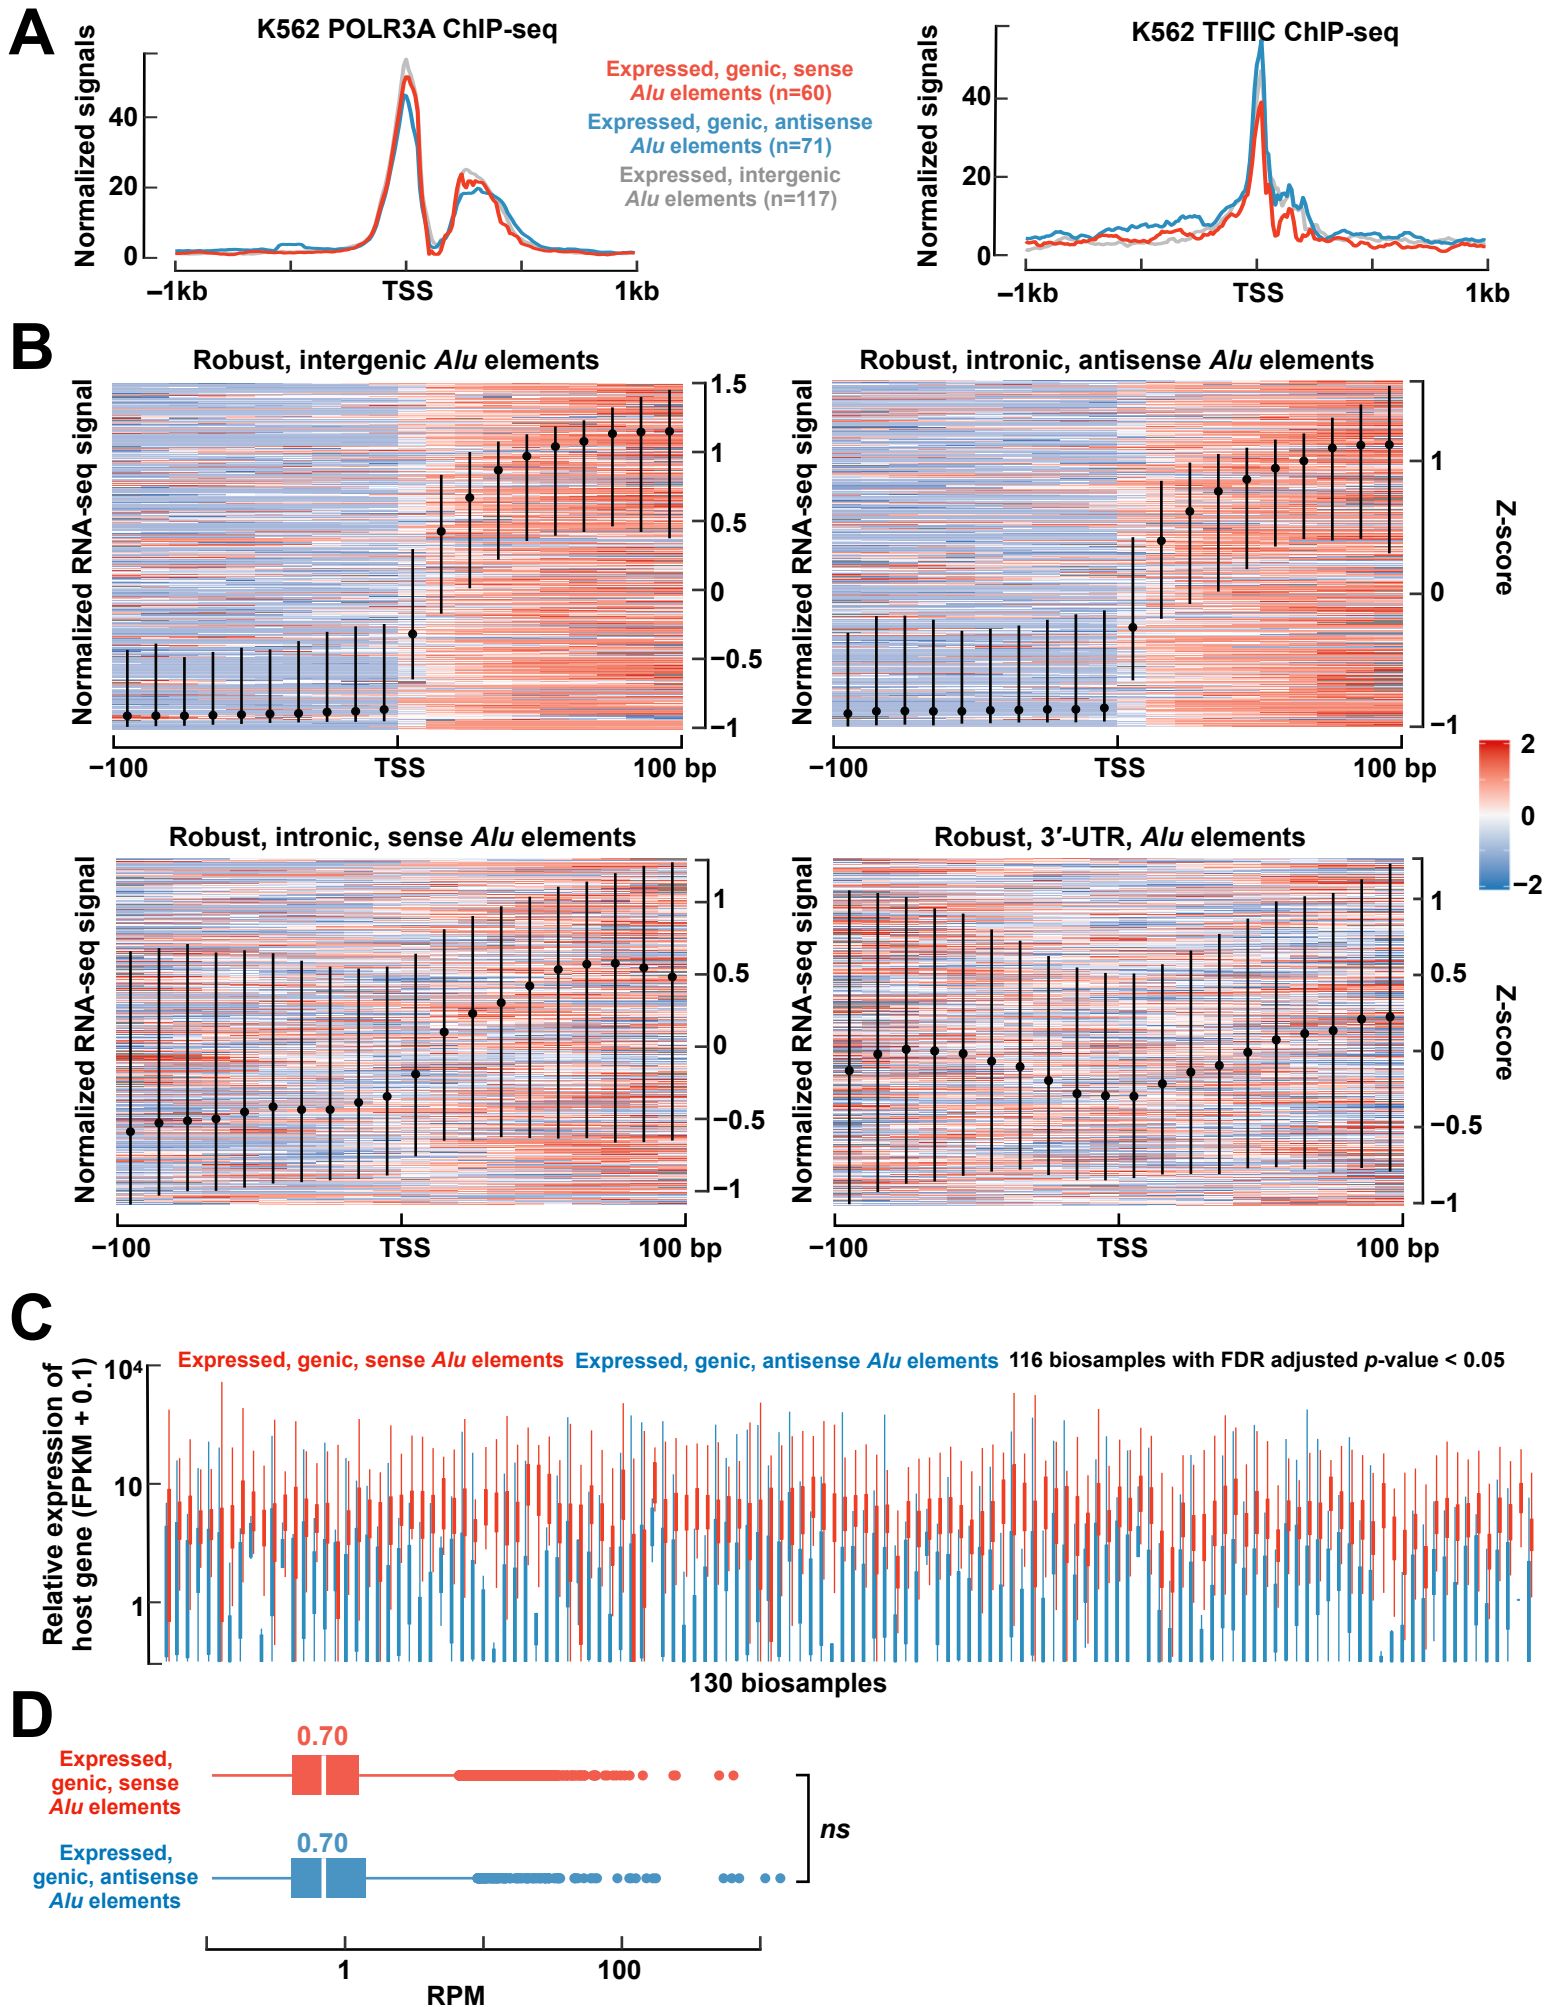 A
K562 POLR3A ChIP-seq
Normalized signals
40
20
0
−1kb
TSS
1kb
Expressed, genic, sense
Alu elements (n=60)
Expressed, genic, antisense
Alu elements (n=71)
Expressed, intergenic
Alu elements (n=117)
K562 TFIIIC ChIP-seq
Normalized signals
40
20
0
−1kb
TSS
1kb
B
Robust, intergenic Alu elements
Normalized RNA-seq signal
1.5
1
0.5
0
−0.5
−1
−100
TSS
100 bp
Robust, intronic, antisense Alu elements
Normalized RNA-seq signal
1
0
−1
Z-score
−100
TSS
100 bp
2
0
−2
Robust, intronic, sense Alu elements
Normalized RNA-seq signal
1
0.5
0
−0.5
−1
−100
TSS
100 bp
Robust, 3′-UTR, Alu elements
Normalized RNA-seq signal
1
0.5
0
−0.5
−1
Z-score
−100
TSS
100 bp
C
Relative expression of
host gene (FPKM + 0.1)
10⁴
10
1
Expressed, genic, sense Alu elements Expressed, genic, antisense Alu elements 116 biosamples with FDR adjusted p-value < 0.05
130 biosamples
D
0.70
Expressed,
genic, sense
Alu elements
0.70
Expressed,
genic, antisense
Alu elements
ns
1
100
RPM